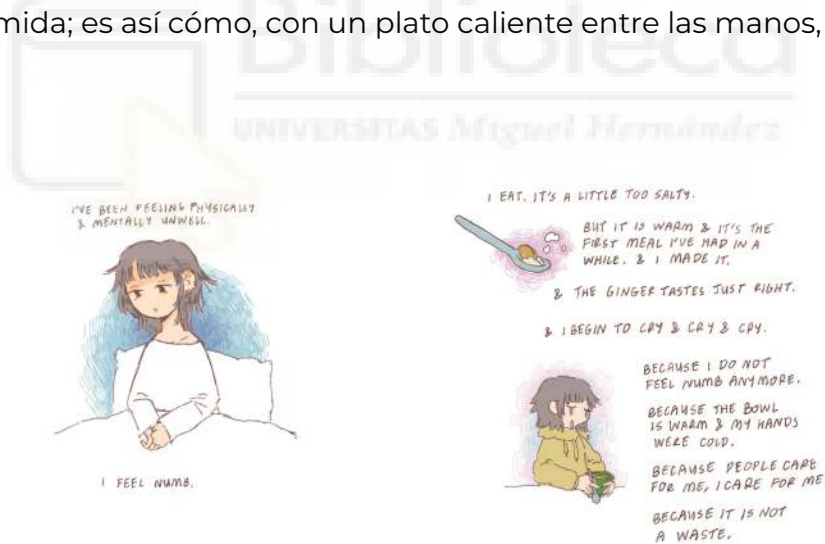 mida; es así cómo, con un plato caliente entre las manos,
Biblioteca
UNIVERSITAS Miguel Hernández
I'VE BEEN FEELING PHYSICALLY
& MENTALLY UNWELL.
I FEEL NUMB.
I EAT. IT'S A LITTLE TOO SALTY.
BUT IT IS WARM & IT'S THE
FIRST MEAL I'VE HAD IN A
WHILE. & I MADE IT.
& THE GINGER TASTES JUST RIGHT.
& I BEGIN TO CRY & CRY & CRY.
BECAUSE I DO NOT
FEEL NUMB ANYMORE.
BECAUSE THE BOWL
IS WARM & MY HANDS
WERE COLD.
BECAUSE PEOPLE CARE
FOR ME, I CARE FOR ME
BECAUSE IT IS NOT
A WASTE.